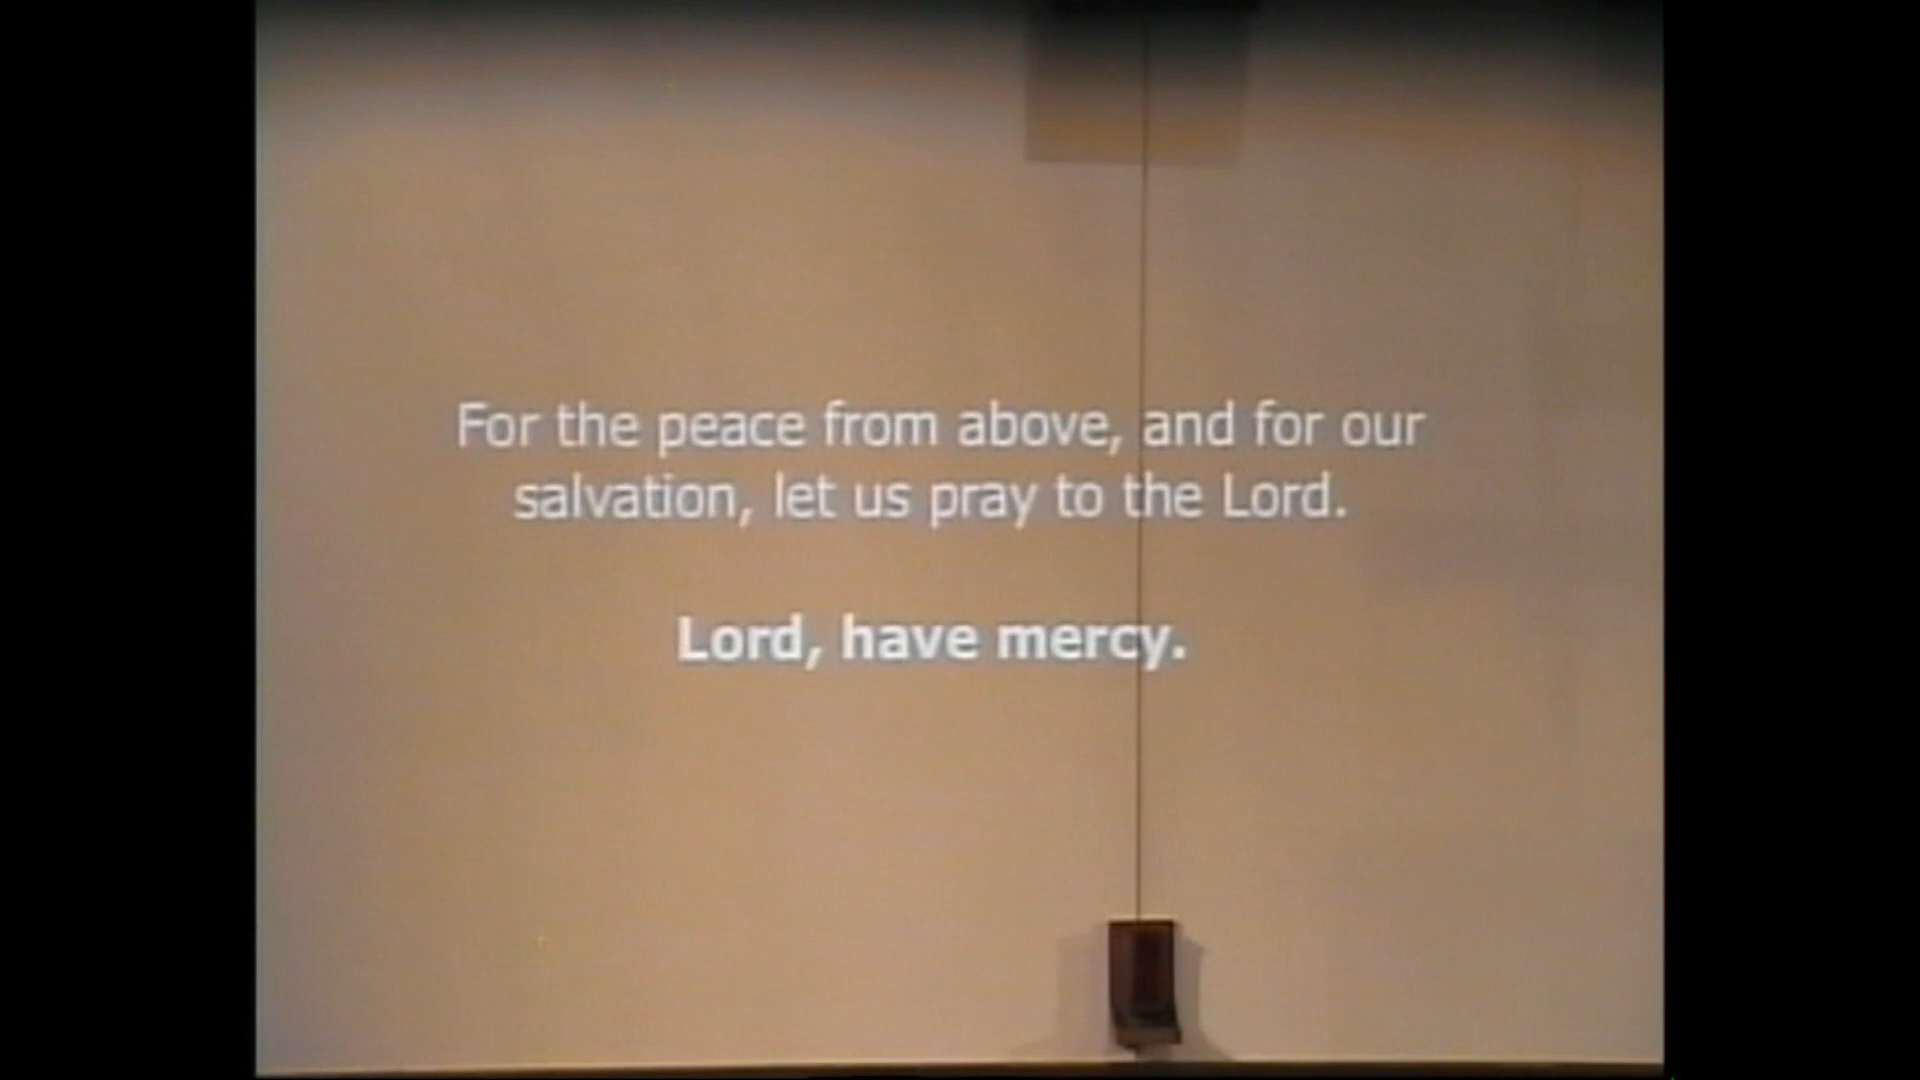 For the peace from above, and for our
salvation, let us pray to the Lord.
Lord, have mercy.